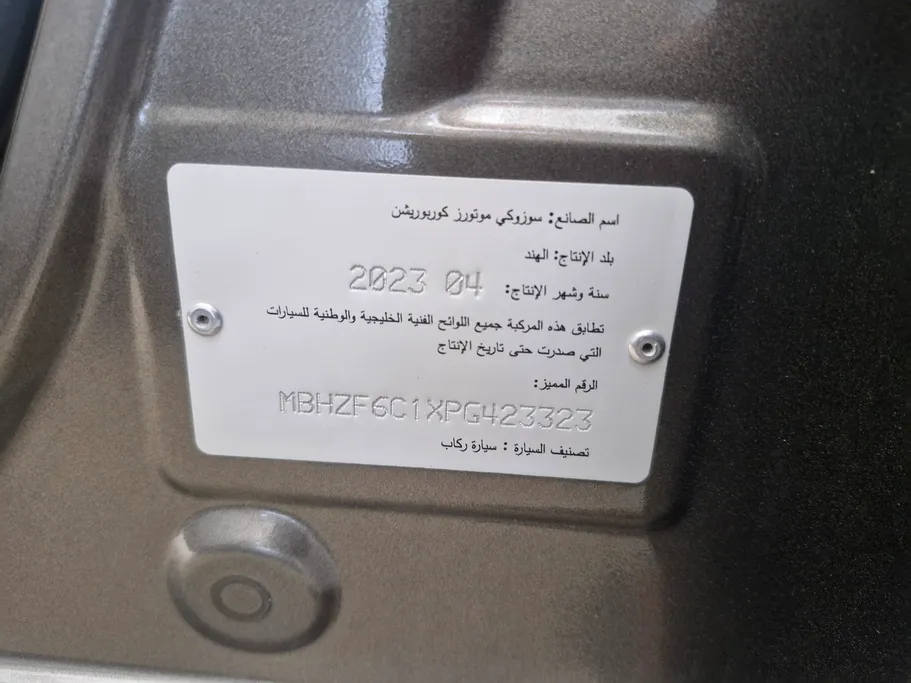 اسم الصانع: سوزوكي موتورز كوربوريشن
بلد الإنتاج: الهند
سنة وشهر الإنتاج: 2023 04
تطابق هذه المركبة جميع اللوائح الفنية الخليجية والوطنية للسيارات
التي صدرت حتى تاريخ الإنتاج
الرقم المميز:
MBHZF6C1XPG423323
تصنيف السيارة : سيارة ركاب